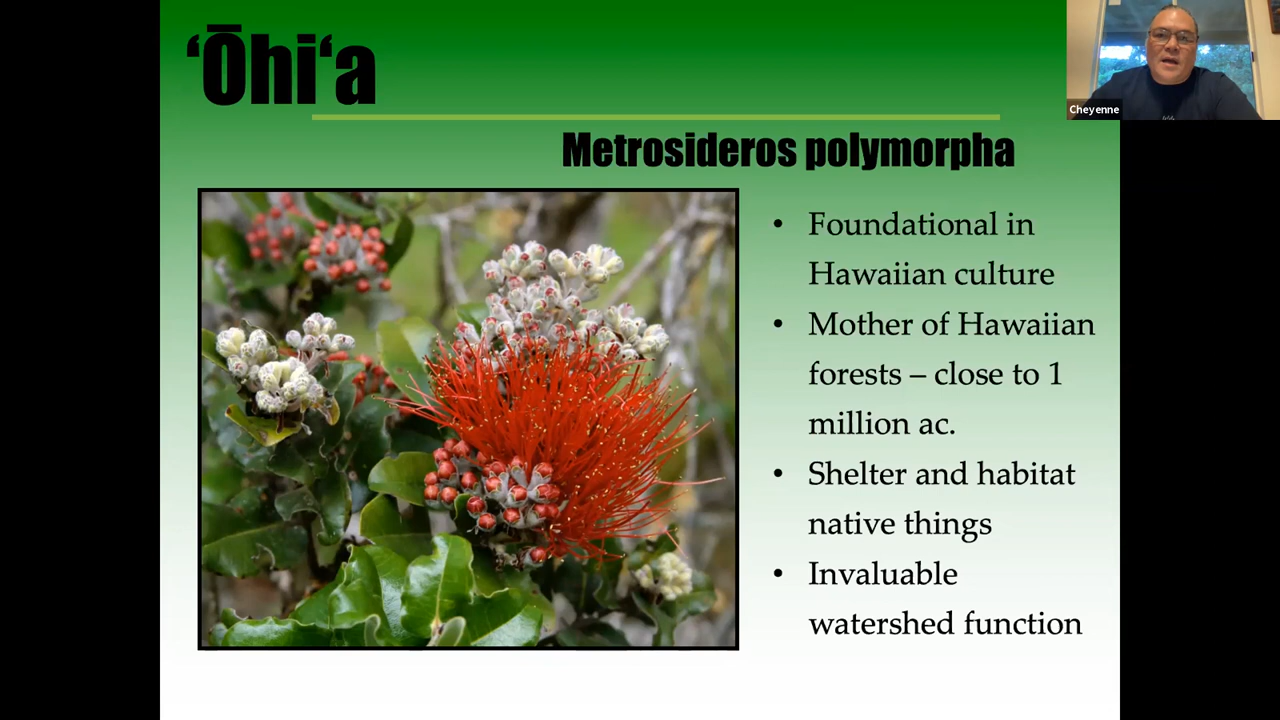 ʻŌhiʻa
Cheyenne
Metrosideros polymorpha
• Foundational in
Hawaiian culture
• Mother of Hawaiian
forests – close to 1
million ac.
• Shelter and habitat
native things
• Invaluable
watershed function